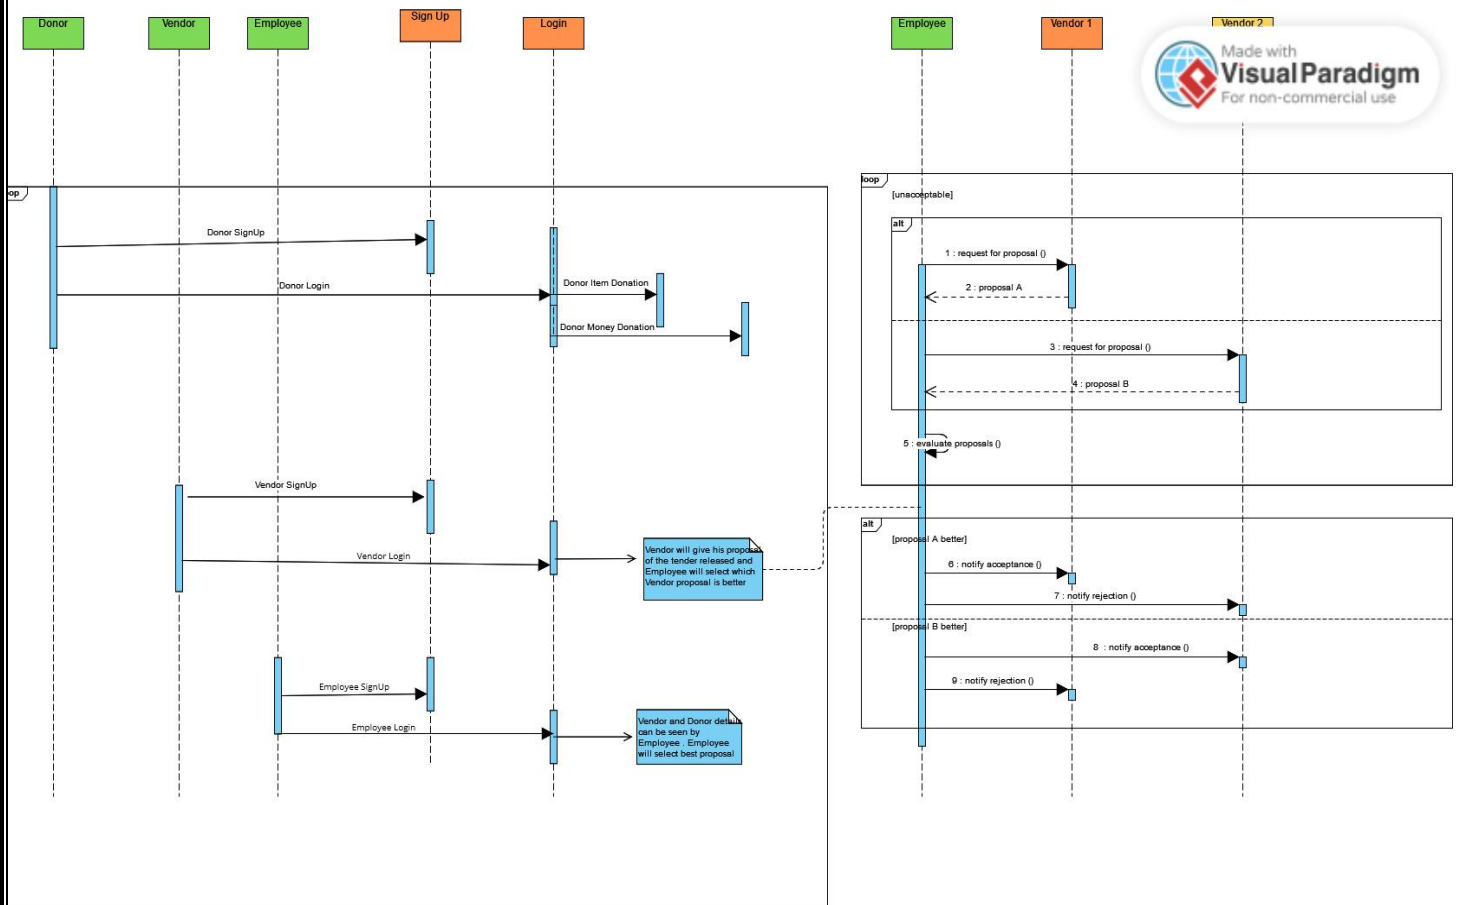 Donor
Vendor
Employee
Sign Up
Login
Employee
Vendor 1
Vendor 2
Made with
Visual Paradigm
For non-commercial use
op
loop
[unacceptable]
alt
Donor SignUp
1 : request for proposal ()
Donor Login
Donor Item Donation
2 : proposal A
Donor Money Donation
3 : request for proposal ()
4 : proposal B
5 : evaluate proposals ()
Vendor SignUp
Vendor Login
Vendor will give his proposal
of the tender released and
Employee will select which
Vendor proposal is better
alt
[proposal A better]
6 : notify acceptance ()
7 : notify rejection ()
[proposal B better]
8 : notify acceptance ()
9 : notify rejection ()
Employee SignUp
Employee Login
Vendor and Donor details
can be seen by
Employee . Employee
will select best proposal